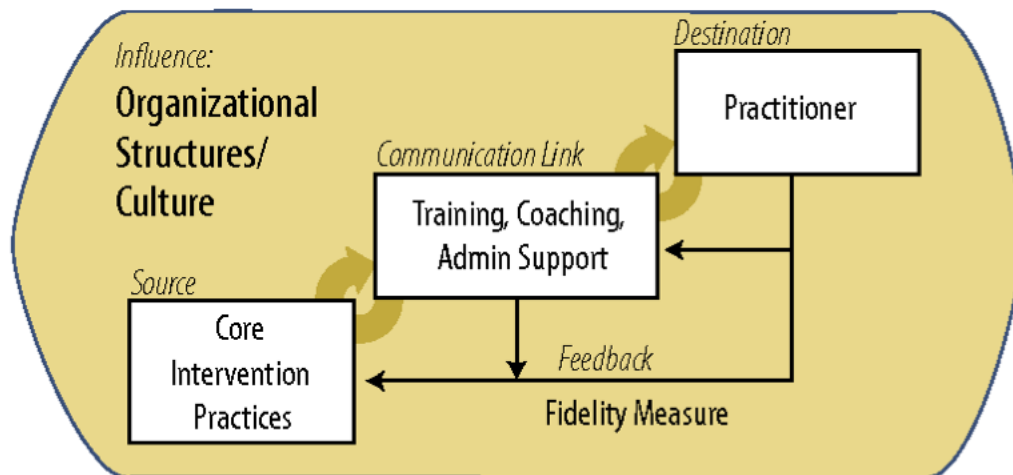 Influence:
Organizational
Structures/
Culture
Destination
Practitioner
Communication Link
Training, Coaching,
Admin Support
Source
Core
Intervention
Practices
Feedback
Fidelity Measure